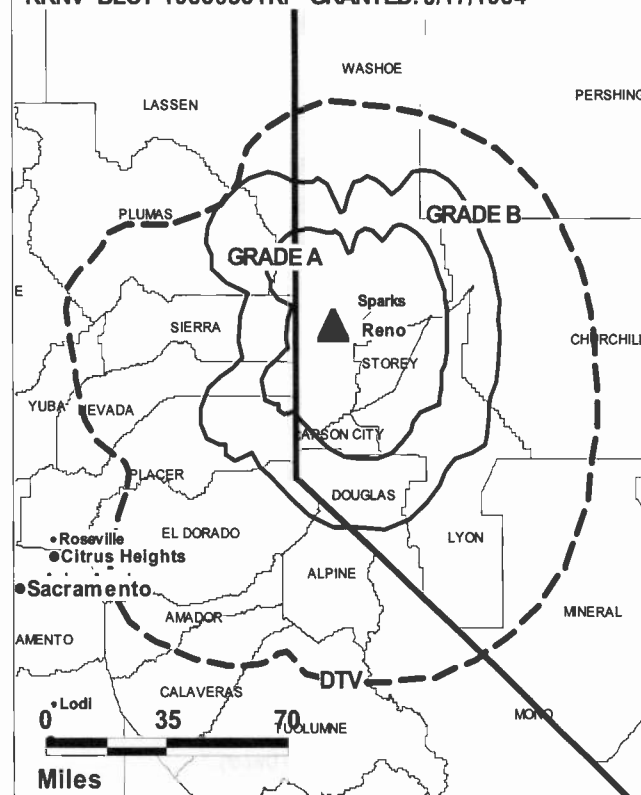 WASHOE
PERSHING
LASSEN
PLUMAS
GRADE B
GRADE A
Sparks
Reno
E
SIERRA
STOREY
CHURCHILL
YUBA
NEVADA
CARSON CITY
PLACER
DOUGLAS
EL DORADO
LYON
Roseville
Citrus Heights
ALPINE
Sacramento
AMADOR
MINERAL
AMENTO
DTV
CALAVERAS
Lodi
MONO
0 35 70
TUOLUMNE
Miles